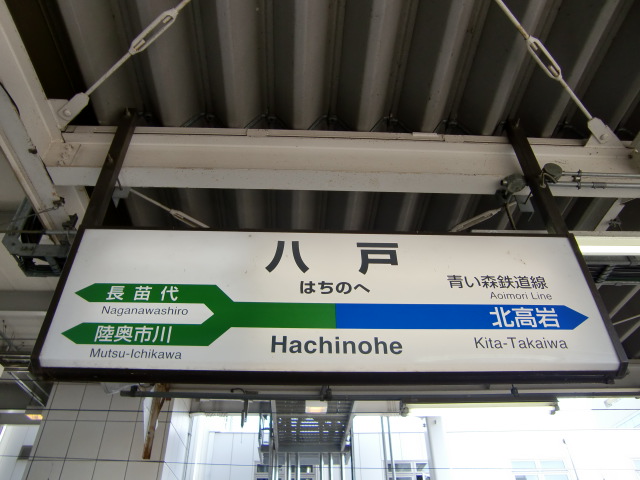 八戸
はちのへ
青い森鉄道線
Aoimori Line
長苗代
Naganawashiro
陸奥市川
Mutsu-Ichikawa
Hachinohe
北高岩
Kita-Takaiwa